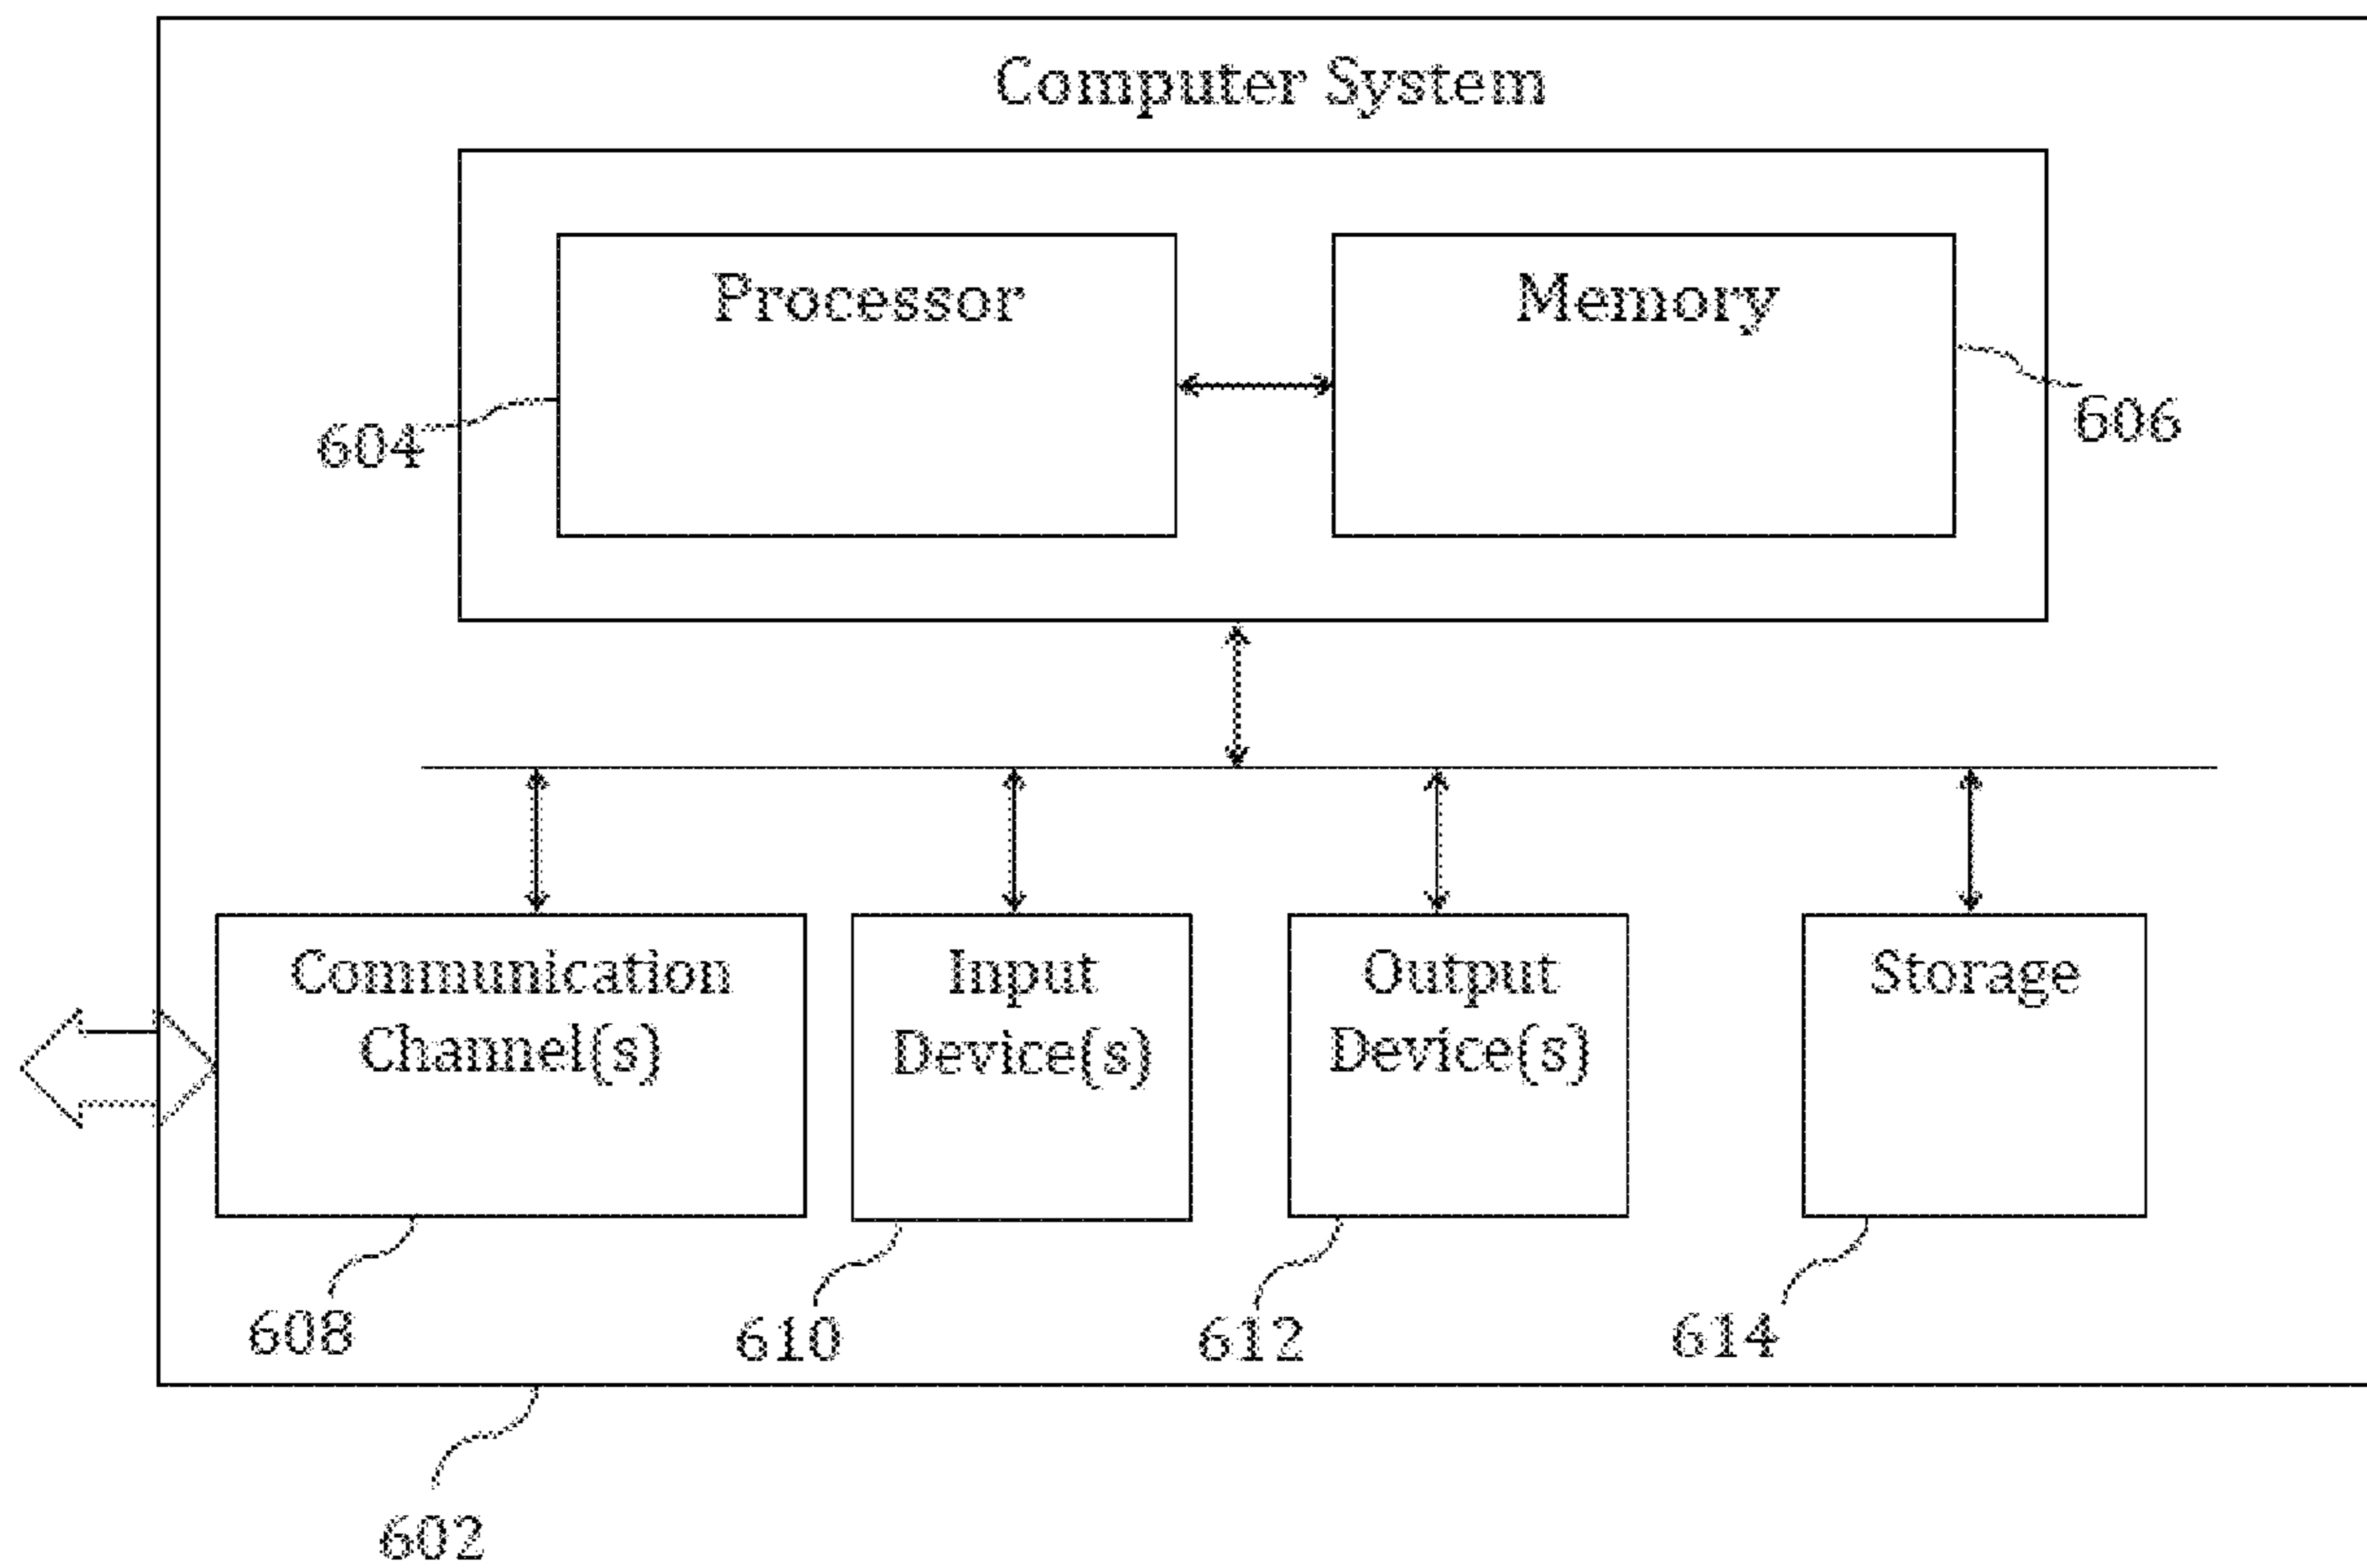 Computer System
Processor
Memory
604
606
Communication
Channel(s)
Input
Device(s)
Output
Device(s)
Storage
608
610
612
614
602